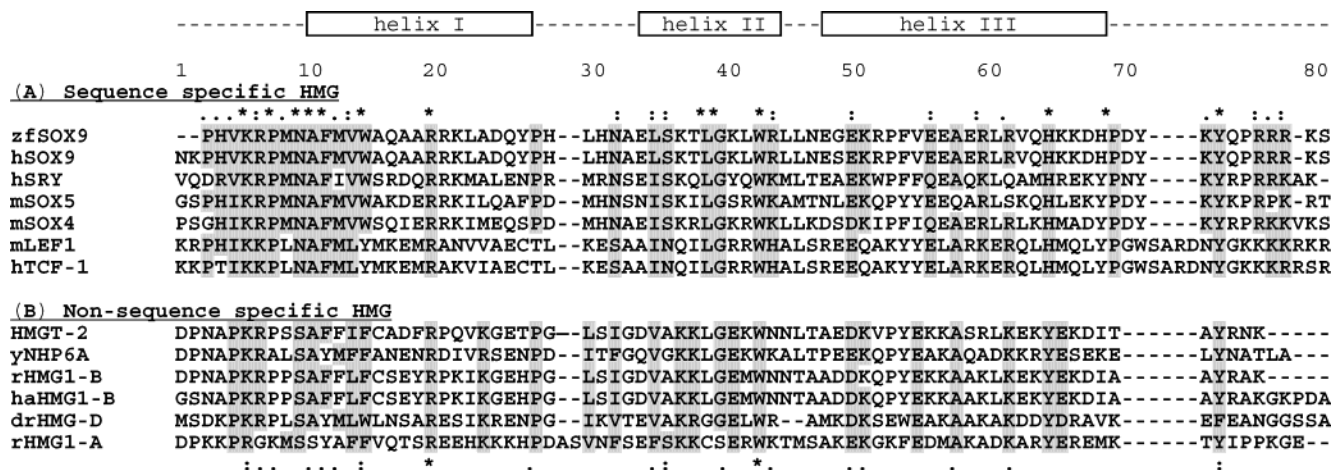 helix I helix II helix III
1 10 20 30 40 50 60 70 80
(A) Sequence specific HMG
...*:*.***.:* * : :: ** *: : : :. * * .* :.:
zfSOX9 --PHVKRPMNAFMVWAQAARRKLADQYPH--LHNAELSKTLGKLWRLLNEGEKRPFVEEAERLRVQHKKDHPDY----KYQPRRR-KS
hSOX9 NKPHVKRPMNAFMVWAQAARRKLADQYPH--LHNAELSKTLGKLWRLLNESEKRPFVEEAERLRVQHKKDHPDY----KYQPRRR-KS
hSRY VQDRVKRPMNAFIVWSRDQRRKMALENPR--MRNSEISKQLGYQWKMLTEAEKWPFFQEAQKLQAMHREKYPNY----KYRPRRKAK-
mSOX5 GSPHIKRPMNAFMVWAKDERRKILQAFPD--MHNSNISKILGSRWKAMTNLEKQPYYEEQARLSKQHLEKYPDY----KYKPRPK-RT
mSOX4 PSGHIKRPMNAFMVWSQIERRKIMEQSPD--MHNAEISKRLGKRWKLLKDSDKIPFIQEAERLRLKHMADYPDY----KYRPRKKVKS
mLEF1 KRPHIKKPLNAFMLYMKEMRANVVAECTL--KESAAINQILGRRWHALSREEQAKYYELARKERQLHMQLYPGWSARDNYGKKKKRKR
hTCF-1 KKPTIKKPLNAFMLYMKEMRAKVIAECTL--KESAAINQILGRRWHALSREEQAKYYELARKERQLHMQLYPGWSARDNYGKKKRRSR
(B) Non-sequence specific HMG
HMGT-2 DPNAPKRPSSAFFIFCADFRPQVKGETPG--LSIGDVAKKLGEKWNNLTAEDKVPYEKKASRLKEKYEKDIT------AYRNK-----
yNHP6A DPNAPKRALSAYMFFANENRDIVRSENPD--ITFGQVGKKLGEKWKALTPEEKQPYEAKAQADKKRYESEKE------LYNATLA---
rHMG1-B DPNAPKRPPSAFFLFCSEYRPKIKGEHPG--LSIGDVAKKLGEMWNNTAADDKQPYEKKAAKLKEKYEKDIA------AYRAK-----
haHMG1-B GSNAPKRPPSAFFLFCSEYRPKIKGEHPG--LSIGDVAKKLGEMWNNTAADDKQPYEKKAAKLKEKYEKDIA------AYRAKGKPDA
drHMG-D MSDKPKRPLSAYMLWLNSARESIKRENPG--IKVTEVAKRGGELWR--AMKDKSEWEAKAAKAKDDYDRAVK------EFEANGSSSA
rHMG1-A DPKKPRGKMSSYAFFVQTSREEHKKKHPDASVNFSEFSKKCSERWKTMSAKEKGKFEDMAKADKARYEREMK------TYIPPKGE--
:.. ... : * . .: . * . .. . . :